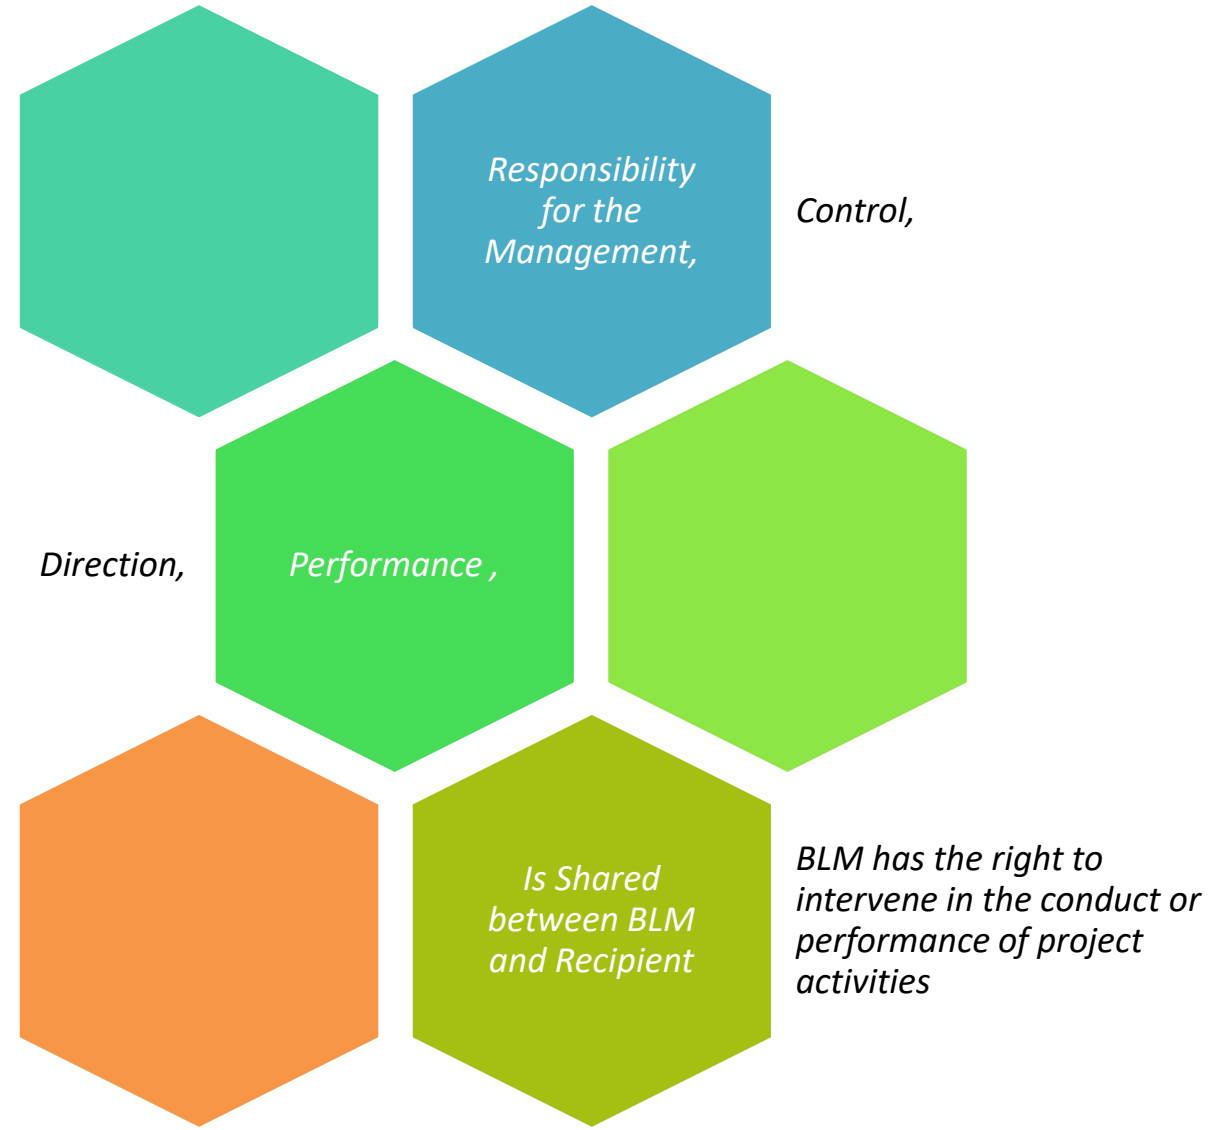 Responsibility
for the
Management,
Control,
Direction,
Performance ,
Is Shared
between BLM
and Recipient
BLM has the right to
intervene in the conduct or
performance of project
activities